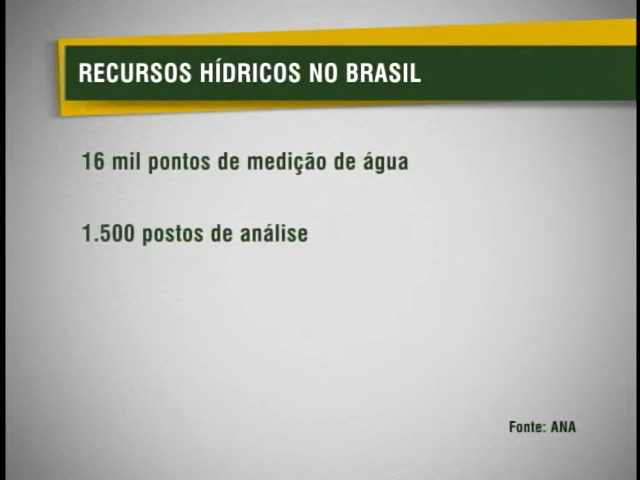 RECURSOS HÍDRICOS NO BRASIL
16 mil pontos de medição de água
1.500 postos de análise
Fonte: ANA